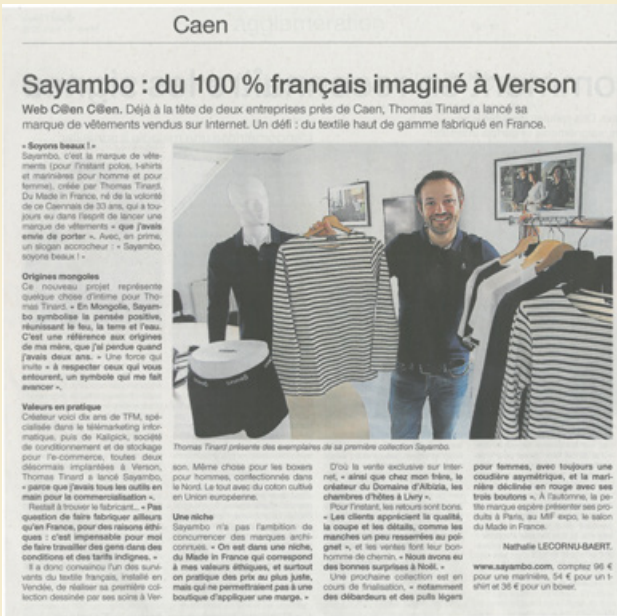 Caen
Sayambo : du 100 % français imaginé à Verson
Web C@en C@en. Déjà à la tête de deux entreprises près de Caen, Thomas Tinard a lancé sa
marque de vêtements vendus sur Internet. Un défi : du textile haut de gamme fabriqué en France.
« Soyons beaux ! »
Sayambo, c'est la marque de vête-
ments (pour l'instant polos, t-shirts
et marinières pour homme et pour
femme), créée par Thomas Tinard.
Du Made in France, né de la volonté
de ce Caennais de 33 ans, qui a tou-
jours eu dans l'esprit de lancer une
marque de vêtements « que j'avais
envie de porter ». Avec, en prime,
un slogan accrocheur : « Sayambo,
soyons beaux ! »
Origines mongoles
Ce nouveau projet représente
quelque chose d'intime pour Tho-
mas Tinard. « En Mongolie, Sayam-
bo symbolise la pensée positive,
réunissant le feu, la terre et l'eau.
C'est une référence aux origines
de ma mère, que j'ai perdue quand
j'avais deux ans. » Une force qui
invite « à respecter ceux qui vous
entourent, un symbole qui me fait
avancer ».
Valeurs en pratique
Créateur voici dix ans de TFM, spé-
cialisée dans le télémarketing infor-
matique, puis de Kalipick, société
de conditionnement et de stockage
pour l'e-commerce, toutes deux
désormais implantées à Verson,
Thomas Tinard a lancé Sayambo,
« parce que j'avais tous les outils en
main pour la commercialisation ».
Restait à trouver le fabricant... « Pas
question de faire fabriquer ailleurs
qu'en France, pour des raisons éthi-
ques : c'est impensable pour moi
de faire travailler des gens dans des
conditions et des tarifs indignes. »
Il a donc convaincu l'un des survi-
vants du textile français, installé en
Vendée, de réaliser sa première col-
lection dessinée par ses soins à Ver-
Thomas Tinard présente des exemplaires de sa première collection Sayambo.
son. Même chose pour les boxers
pour hommes, confectionnés dans
le Nord. Le tout avec du coton cultivé
en Union européenne.
Une niche
Sayambo n'a pas l'ambition de
concurrencer des marques archi-
connues. « On est dans une niche,
du Made in France qui correspond
à mes valeurs éthiques, et surtout
on pratique des prix au plus juste,
mais qui ne permettraient pas à une
boutique d'appliquer une marge. »
D'où la vente exclusive sur Inter-
net, « ainsi que chez mon frère, le
créateur du Domaine d'Albizia, les
chambres d'hôtes à Livry ».
Pour l'instant, les retours sont bons.
« Les clients apprécient la qualité,
la coupe et les détails, comme les
manches un peu resserrées au poi-
gnet », et les ventes font leur bon-
homme de chemin. « Nous avons eu
des bonnes surprises à Noël. »
Une prochaine collection est en
cours de finalisation, « notamment
des débardeurs et des pulls légers
pour femmes, avec toujours une
coudière asymétrique, et la mari-
nière déclinée en rouge avec ses
trois boutons ». À l'automne, la pe-
tite marque espère présenter ses pro-
duits à Paris, au MIF expo, le salon
du Made in France.
Nathalie LECORNU-BAERT.
www.sayambo.com, comptez 96 €
pour une marinière, 54 € pour un t-
shirt et 36 € pour un boxer.